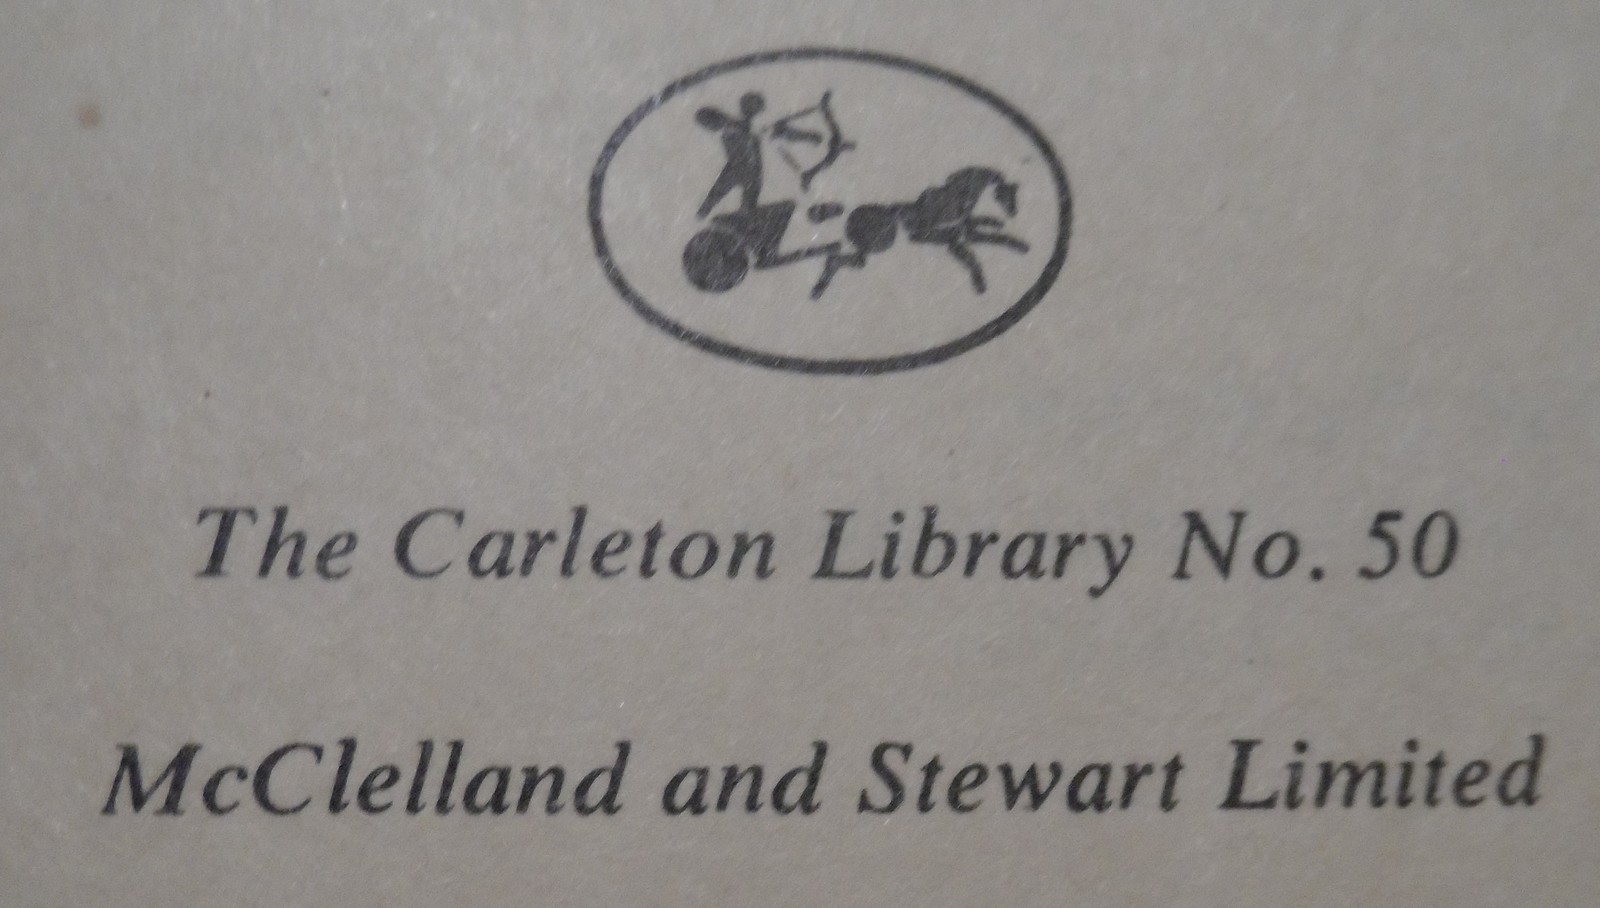 The Carleton Library No. 50
McClelland and Stewart Limited